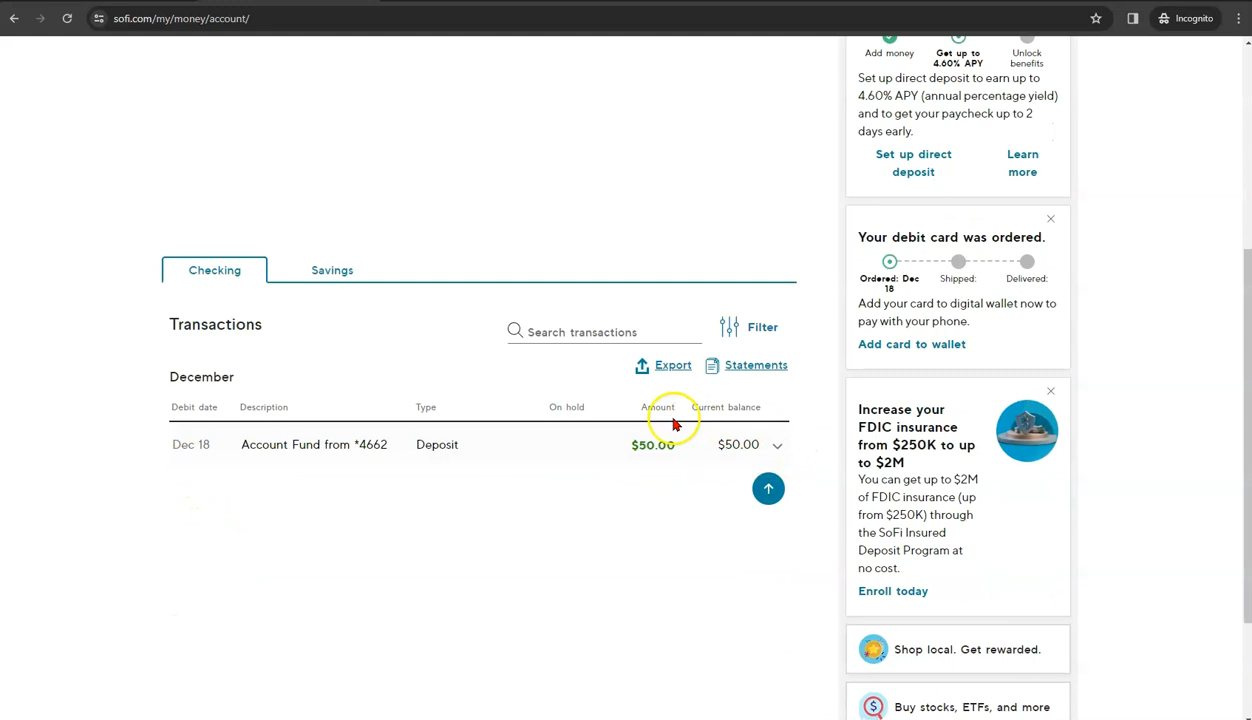 sofi.com/my/money/account/
Incognito
Add money
Get up to
4.60% APY
Unlock
benefits
Set up direct deposit to earn up to
4.60% APY (annual percentage yield)
and to get your paycheck up to 2
days early.
Set up direct
deposit
Learn
more
Your debit card was ordered.
Ordered: Dec
18
Shipped:
Delivered:
Add your card to digital wallet now to
pay with your phone.
Add card to wallet
Checking
Savings
Transactions
Search transactions
Filter
Export
Statements
December
Debit date Description Type On hold Amount Current balance
Dec 18 Account Fund from *4662 Deposit $50.00 $50.00
Increase your
FDIC insurance
from $250K to up
to $2M
You can get up to $2M
of FDIC insurance (up
from $250K) through
the SoFi Insured
Deposit Program at
no cost.
Enroll today
Shop local. Get rewarded.
Buy stocks, ETFs, and more